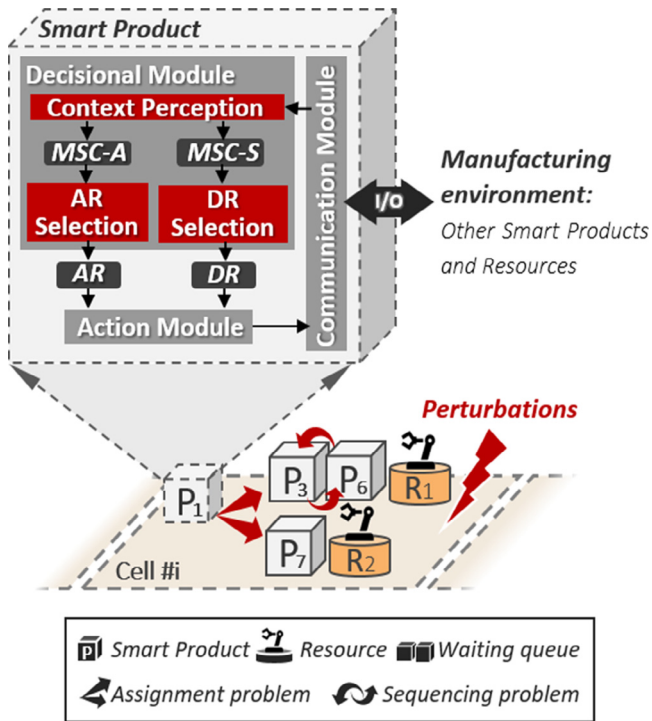 Smart Product
Decisional Module
Context Perception
MSC-A
MSC-S
AR
Selection
DR
Selection
AR
DR
Action Module
Communication Module
I/O
Manufacturing
environment:
Other Smart Products
and Resources
Perturbations
P1
P3
P6
R1
P7
R2
Cell #i
P
Smart Product
Resource
Waiting queue
Assignment problem
Sequencing problem